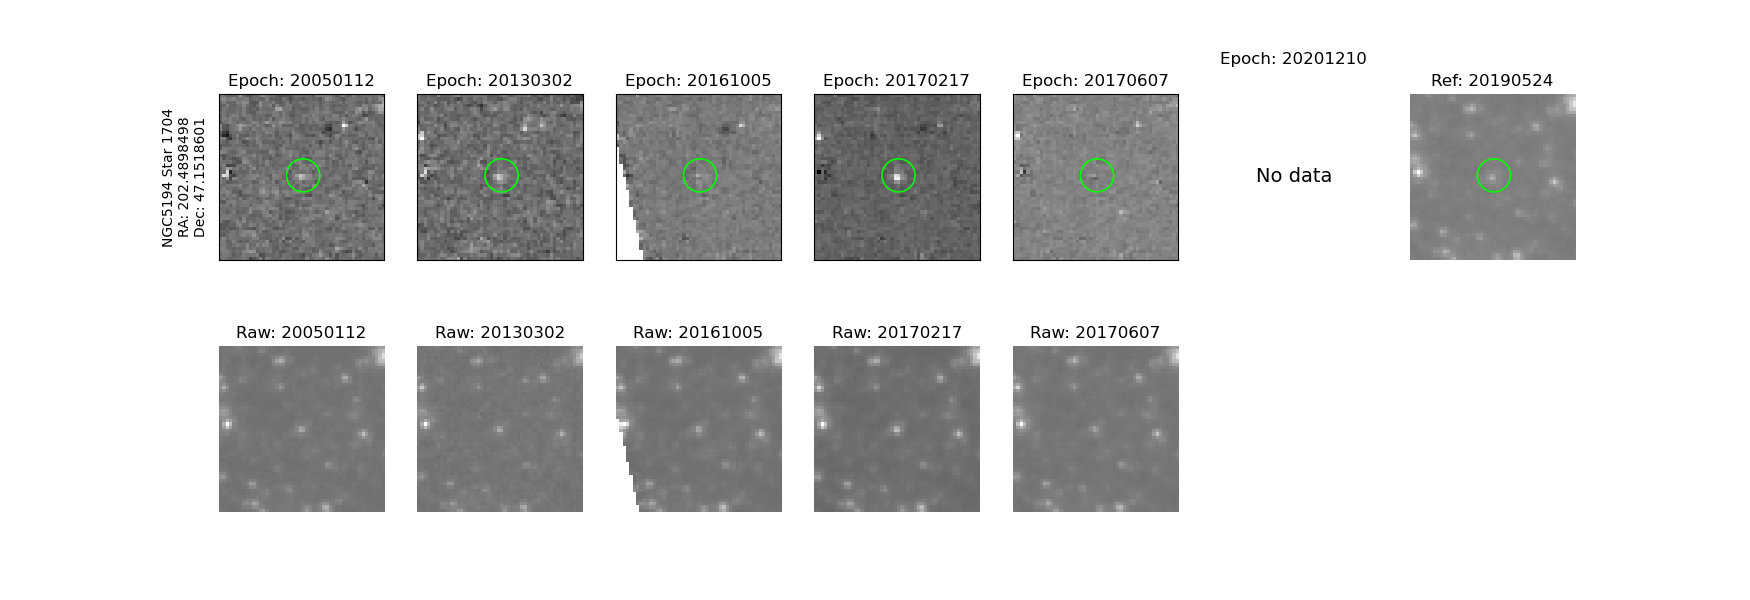 Epoch: 20050112
Epoch: 20130302
Epoch: 20161005
Epoch: 20170217
Epoch: 20170607
Epoch: 20201210
Ref: 20190524
NGC5194 Star 1704
RA: 202.4898498
Dec: 47.1518601
No data
Raw: 20050112
Raw: 20130302
Raw: 20161005
Raw: 20170217
Raw: 20170607